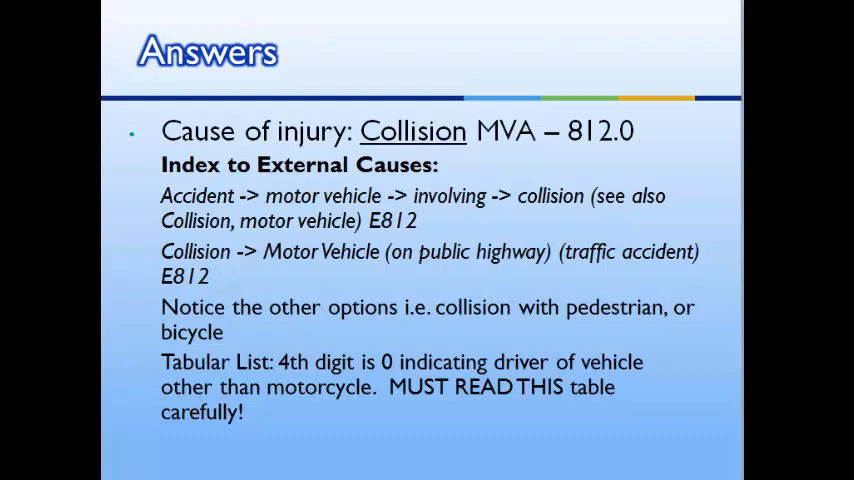 Answers
• Cause of injury: Collision MVA – 812.0
Index to External Causes:
Accident -> motor vehicle -> involving -> collision (see also
Collision, motor vehicle) E812
Collision -> Motor Vehicle (on public highway) (traffic accident)
E812
Notice the other options i.e. collision with pedestrian, or
bicycle
Tabular List: 4th digit is 0 indicating driver of vehicle
other than motorcycle.  MUST READ THIS table
carefully!